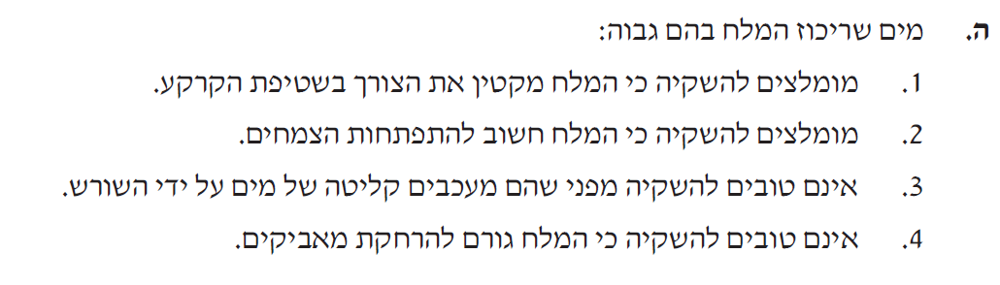 ה. מים שריכוז המלח בהם גבוה:
1. מומלצים להשקיה כי המלח מקטין את הצורך בשטיפת הקרקע.
2. מומלצים להשקיה כי המלח חשוב להתפתחות הצמחים.
3. אינם טובים להשקיה מפני שהם מעכבים קליטה של מים על ידי השורש.
4. אינם טובים להשקיה כי המלח גורם להרחקת מאביקים.